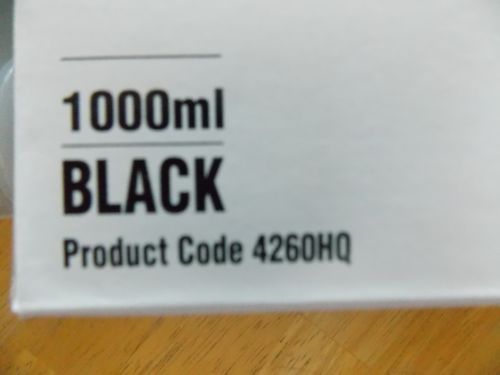 1000ml
BLACK
Product Code 4260HQ